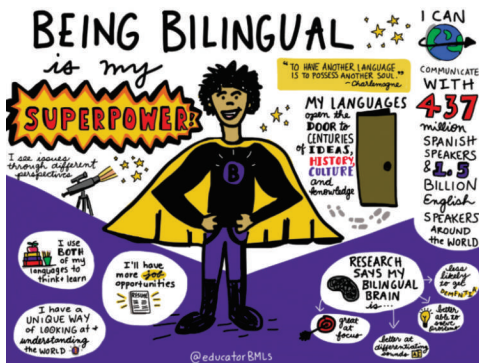 BEING BILINGUAL
is my
SUPERPOWER!
I see issues
through different
perspectives
"TO HAVE ANOTHER LANGUAGE
IS TO POSSESS ANOTHER SOUL."
- Charlemagne
MY LANGUAGES
open the
DOOR TO
CENTURIES
of IDEAS,
HISTORY,
CULTURE
and
knowledge
I CAN
COMMUNICATE
WITH
437
million
SPANISH
SPEAKERS
& 1.5
BILLION
English
SPEAKERS
AROUND
the WORLD
B
I use
BOTH
of my
languages to
think + learn
I'll have
more job
opportunities
RESUME
I have a
UNIQUE WAY
of LOOKING at +
understanding
the WORLD
RESEARCH
SAYS MY
BILINGUAL
BRAIN
is...
great
at
focus
better at
differentiating
sounds
better
able to
solve
problems
less
likely
to get
DEMENTIA
@educatorBMLS